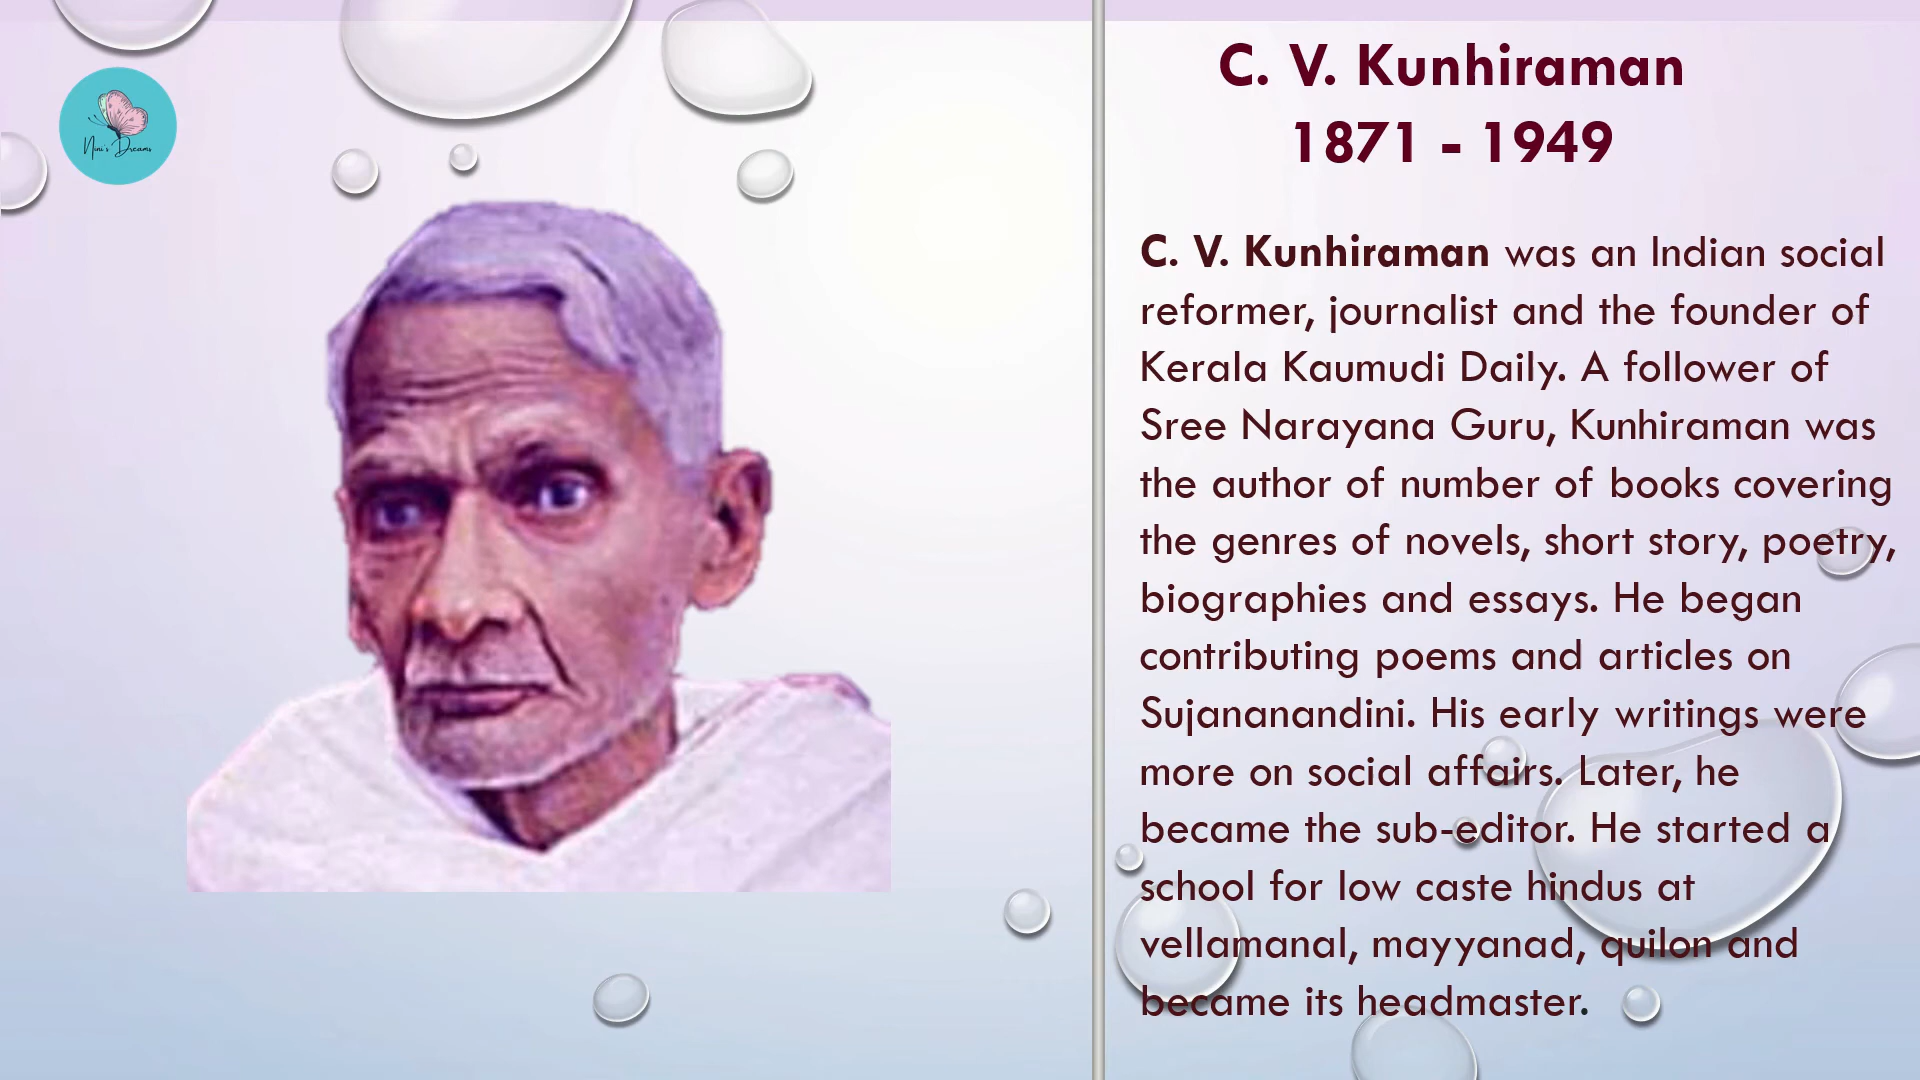 Nini's Dreams
C. V. Kunhiraman
1871 - 1949
C. V. Kunhiraman was an Indian social
reformer, journalist and the founder of
Kerala Kaumudi Daily. A follower of
Sree Narayana Guru, Kunhiraman was
the author of number of books covering
the genres of novels, short story, poetry,
biographies and essays. He began
contributing poems and articles on
Sujananandini. His early writings were
more on social affairs. Later, he
became the sub-editor. He started a
school for low caste hindus at
vellamanal, mayyanad, quilon and
became its headmaster.